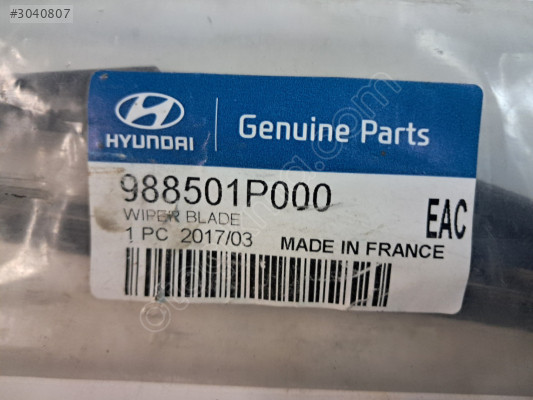 #3040807
HYUNDAI
Genuine Parts
988501P000
WIPER BLADE
EAC
1 PC 2017/03 MADE IN FRANCE